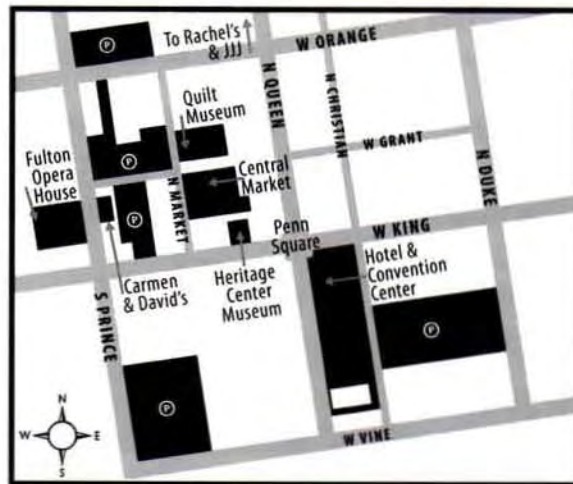 To Rachel's
& JJJ
W ORANGE
P
N QUEEN
N CHRISTIAN
Quilt
Museum
W GRANT
Fulton
Opera
House
P
Central
Market
N MARKET
N DUKE
P
W KING
Penn
Square
Hotel &
Convention
Center
Carmen
& David's
Heritage
Center
Museum
S PRINCE
P
P
N
W E
S
W VINE